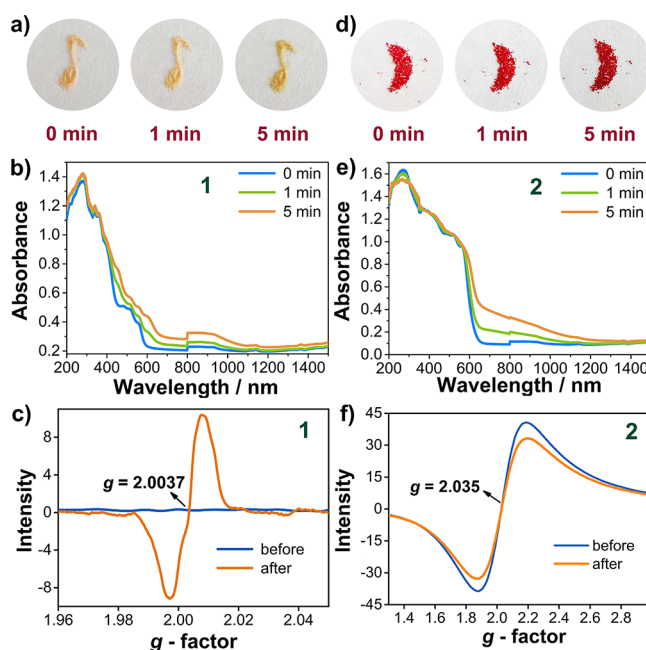 a)
0 min 1 min 5 min
d)
0 min 1 min 5 min
b)
1
0 min
1 min
5 min
Absorbance
1.4
1.2
1.0
0.8
0.6
0.4
0.2
200 400 600 800 1000 1200 1400
Wavelength / nm
e)
2
0 min
1 min
5 min
Absorbance
1.6
1.4
1.2
1.0
0.8
0.6
0.4
0.2
0.0
200 400 600 800 1000 1200 1400
Wavelength / nm
c)
1
g = 2.0037
before
after
Intensity
8
4
0
-4
-8
1.96 1.98 2.00 2.02 2.04
g - factor
f)
2
g = 2.035
before
after
Intensity
45
30
15
0
-15
-30
-45
1.4 1.6 1.8 2.0 2.2 2.4 2.6 2.8
g - factor